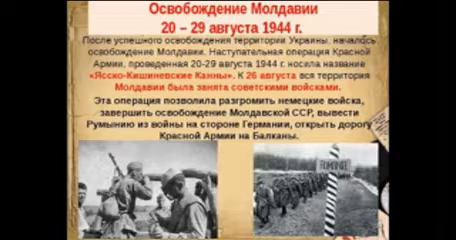 Освобождение Молдавии
20 – 29 августа 1944 г.
После успешного освобождения территории Украины, началось
освобождение Молдавии. Наступательная операция Красной
Армии, проведенная 20-29 августа 1944 г. носила название
«Ясско-Кишиневские Канны». К 26 августа вся территория
Молдавии была занята советскими войсками.
Эта операция позволила разгромить немецкие войска,
завершить освобождение Молдавской ССР, вывести
Румынию из войны на стороне Германии, открыть дорогу
Красной Армии на Балканы.